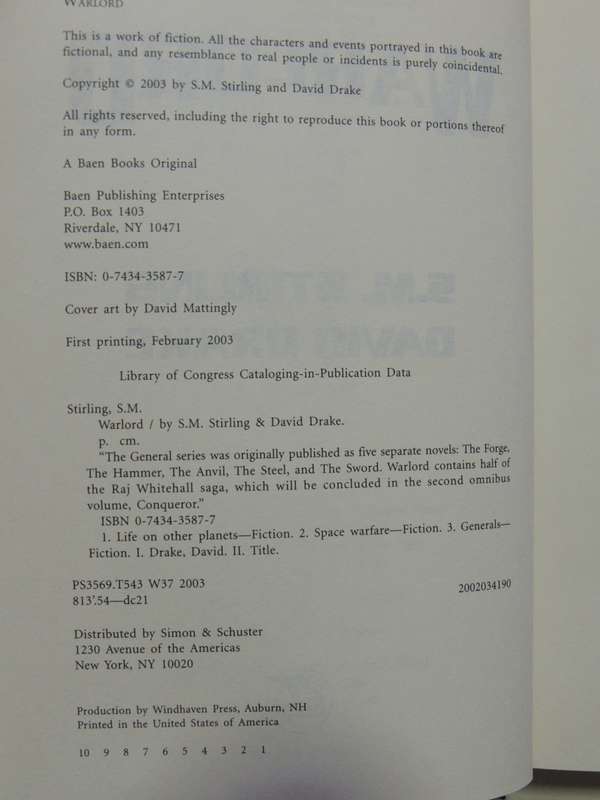 WARLORD
This is a work of fiction. All the characters and events portrayed in this book are
fictional, and any resemblance to real people or incidents is purely coincidental.
Copyright © 2003 by S.M. Stirling and David Drake
All rights reserved, including the right to reproduce this book or portions thereof
in any form.
A Baen Books Original
Baen Publishing Enterprises
P.O. Box 1403
Riverdale, NY 10471
www.baen.com
ISBN: 0-7434-3587-7
Cover art by David Mattingly
First printing, February 2003
Library of Congress Cataloging-in-Publication Data
Stirling, S.M.
Warlord / by S.M. Stirling & David Drake.
p. cm.
"The General series was originally published as five separate novels: The Forge,
The Hammer, The Anvil, The Steel, and The Sword. Warlord contains half of
the Raj Whitehall saga, which will be concluded in the second omnibus
volume, Conqueror."
ISBN 0-7434-3587-7
1. Life on other planets—Fiction. 2. Space warfare—Fiction. 3. Generals—
Fiction. I. Drake, David. II. Title.
PS3569.T543 W37 2003
813'.54—dc21 2002034190
Distributed by Simon & Schuster
1230 Avenue of the Americas
New York, NY 10020
Production by Windhaven Press, Auburn, NH
Printed in the United States of America
10 9 8 7 6 5 4 3 2 1